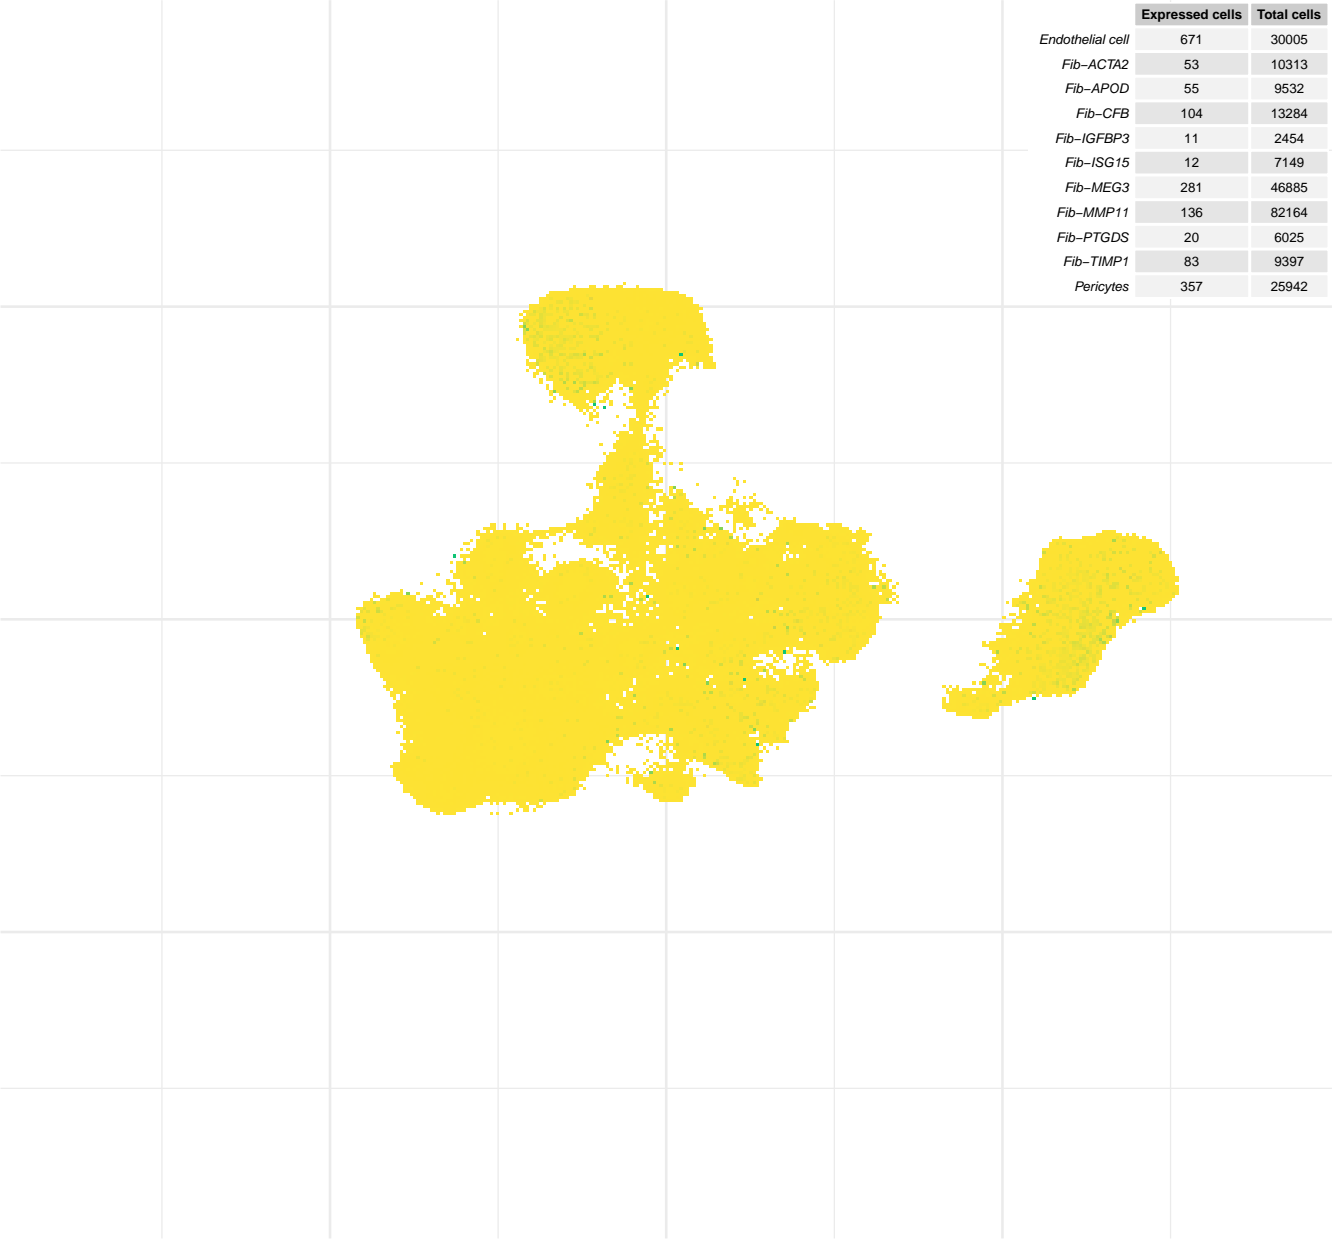 Expressed cells Total cells
Endothelial cell 671 30005
Fib−ACTA2 53 10313
Fib−APOD 55 9532
Fib−CFB 104 13284
Fib−IGFBP3 11 2454
Fib−ISG15 12 7149
Fib−MEG3 281 46885
Fib−MMP11 136 82164
Fib−PTGDS 20 6025
Fib−TIMP1 83 9397
Pericytes 357 25942